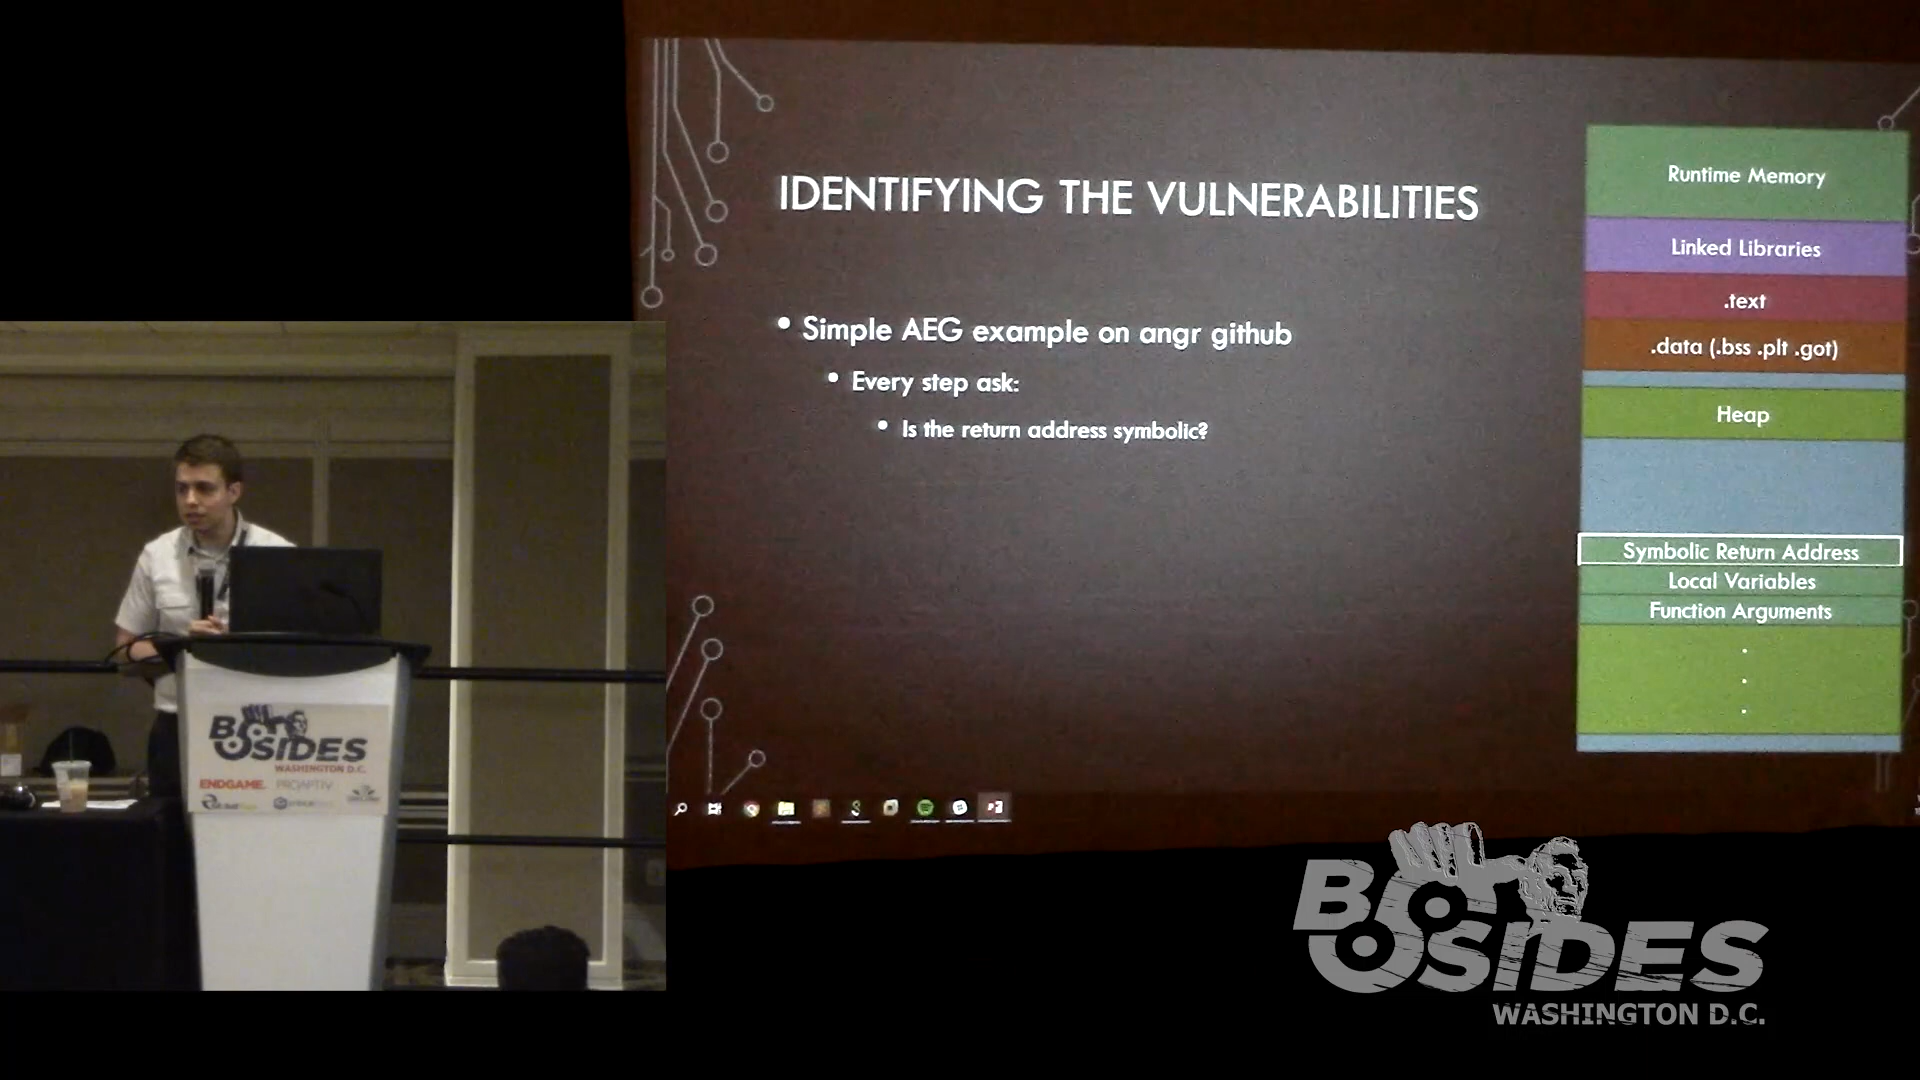 IDENTIFYING THE VULNERABILITIES
Simple AEG example on angr github
Every step ask:
Is the return address symbolic?
Runtime Memory
Linked Libraries
.text
.data (.bss .plt .got)
Heap
Symbolic Return Address
Local Variables
Function Arguments
.
.
.
BSIDES
WASHINGTON D.C.
ENDGAME. PROAPTIV
BSIDES
WASHINGTON D.C.